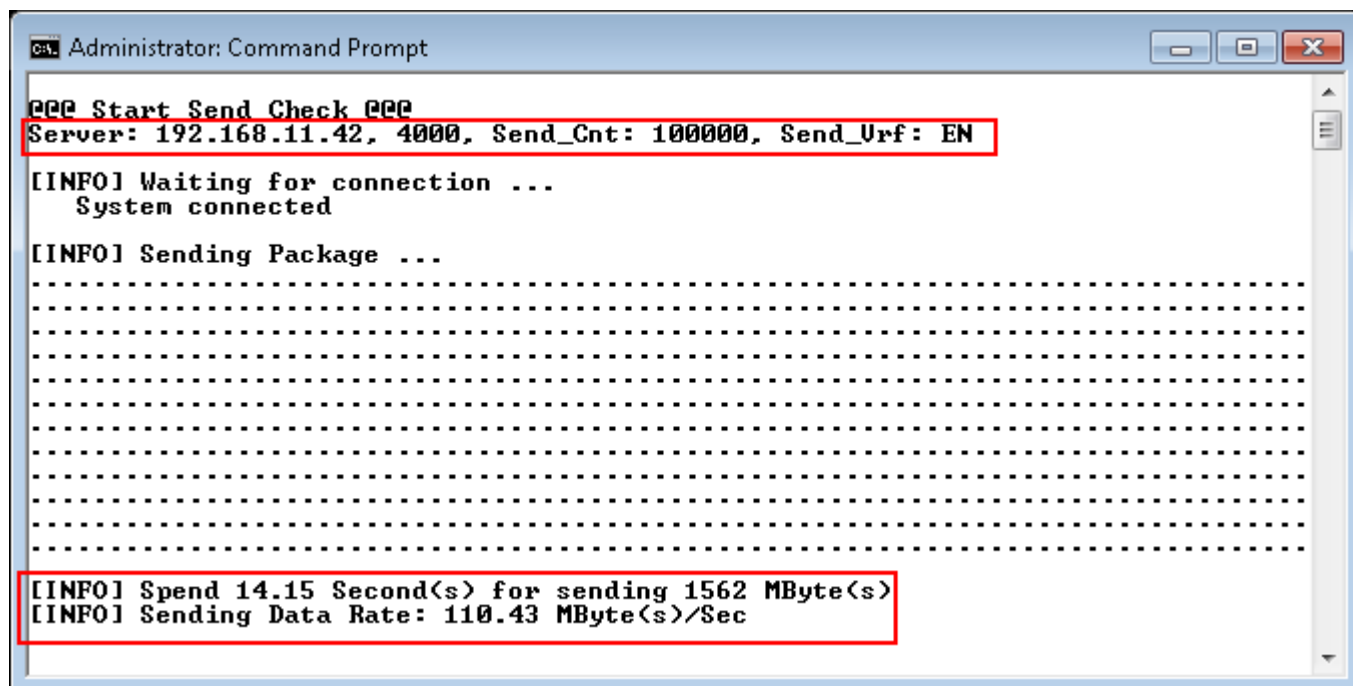 Administrator: Command Prompt
@@@ Start Send Check @@@
Server: 192.168.11.42, 4000, Send_Cnt: 100000, Send_Vrf: EN
[INFO] Waiting for connection ...
System connected
[INFO] Sending Package ...
................................................................................
................................................................................
................................................................................
................................................................................
................................................................................
................................................................................
................................................................................
................................................................................
................................................................................
................................................................................
................................................................................
................................................................................
[INFO] Spend 14.15 Second(s) for sending 1562 MByte(s)
[INFO] Sending Data Rate: 110.43 MByte(s)/Sec